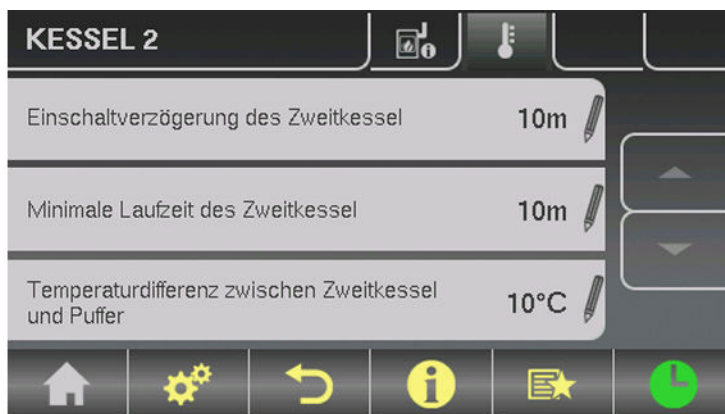 KESSEL 2
Einschaltverzögerung des Zweitkessel 10m
Minimale Laufzeit des Zweitkessel 10m
Temperaturdifferenz zwischen Zweitkessel
und Puffer
10°C